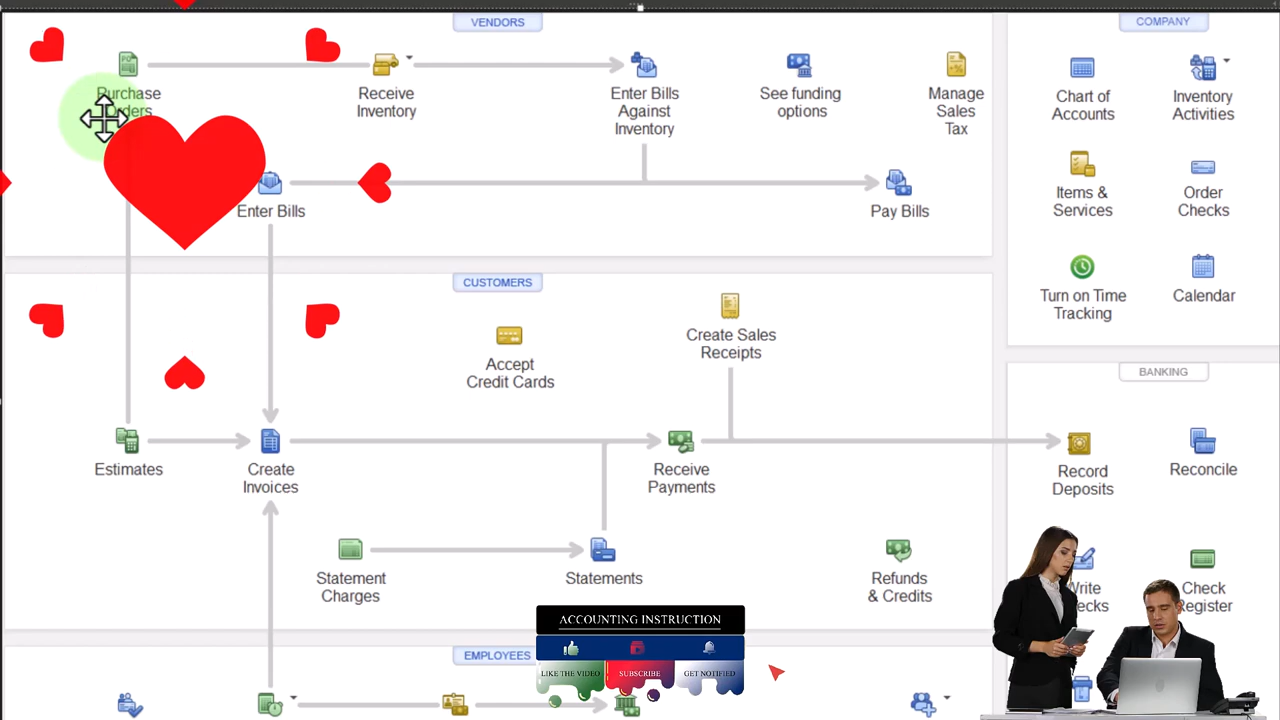 VENDORS
Purchase
Orders
Receive
Inventory
Enter Bills
Against
Inventory
See funding
options
Manage
Sales
Tax
Enter Bills
Pay Bills
COMPANY
Chart of
Accounts
Inventory
Activities
Items &
Services
Order
Checks
Turn on Time
Tracking
Calendar
CUSTOMERS
Accept
Credit Cards
Create Sales
Receipts
Estimates
Create
Invoices
Receive
Payments
Statement
Charges
Statements
Refunds
& Credits
BANKING
Record
Deposits
Reconcile
Check
Register
EMPLOYEES
ACCOUNTING INSTRUCTION
LIKE THE VIDEO
SUBSCRIBE
GET NOTIFIED